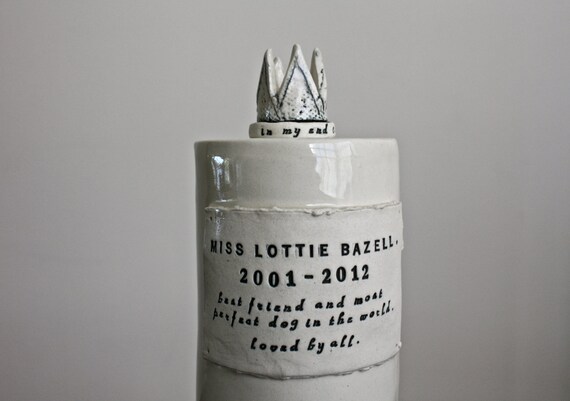 in my end
MISS LOTTIE BAZELL.
2001-2012
best friend and most
perfect dog in the world.
loved by all.